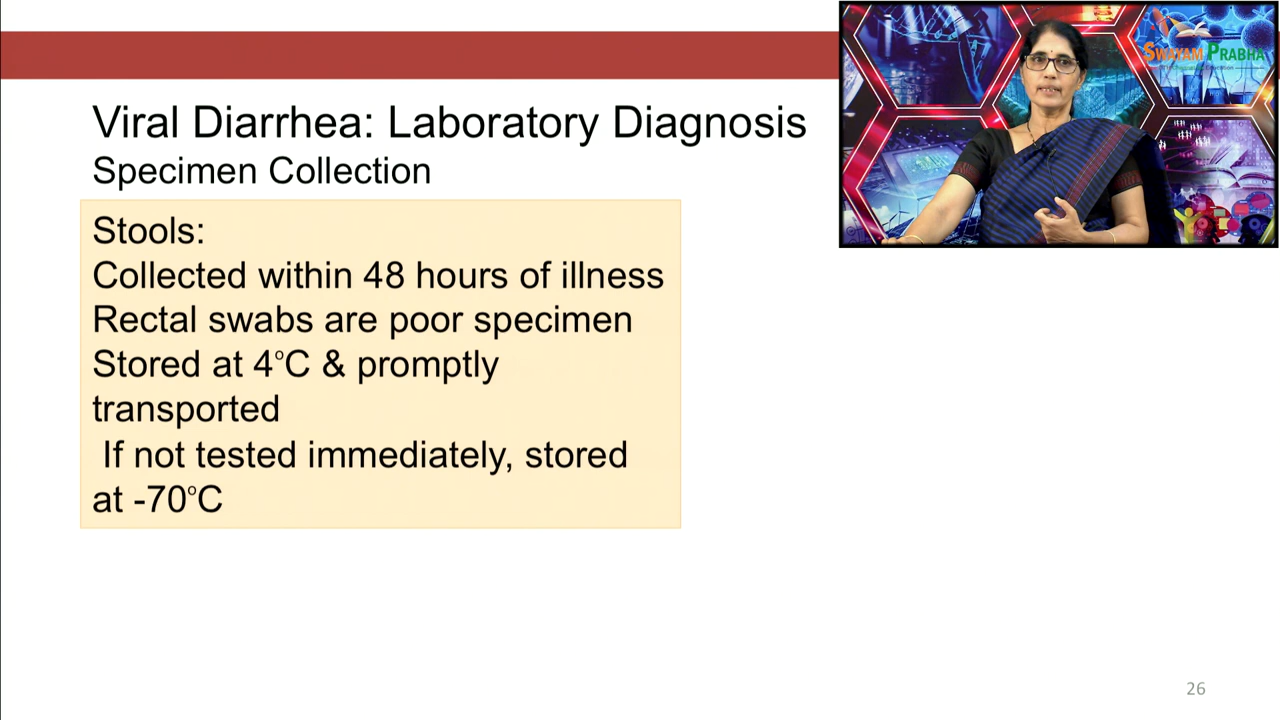 Viral Diarrhea: Laboratory Diagnosis
Specimen Collection
Stools:
Collected within 48 hours of illness
Rectal swabs are poor specimen
Stored at 4°C & promptly
transported
If not tested immediately, stored
at -70°C
SWAYAM PRABHA
26